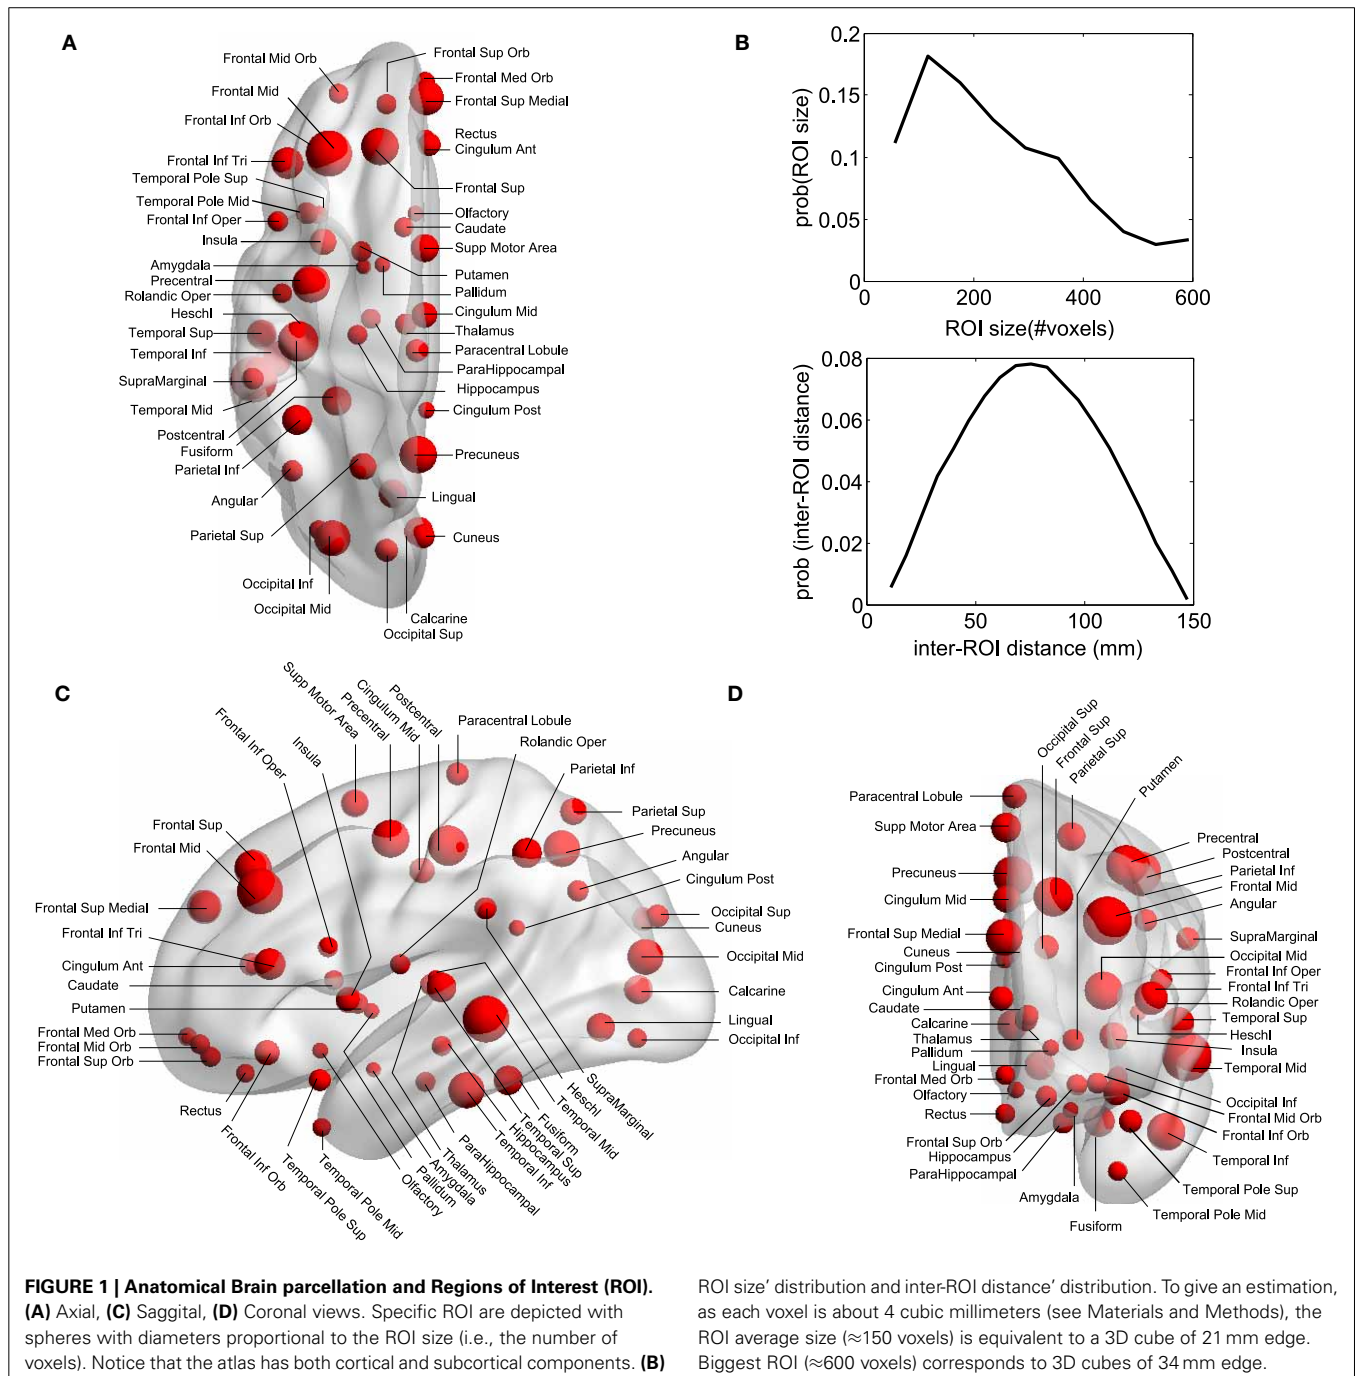 A
Frontal Mid Orb
Frontal Mid
Frontal Inf Orb
Frontal Inf Tri
Temporal Pole Sup
Temporal Pole Mid
Frontal Inf Oper
Insula
Amygdala
Precentral
Rolandic Oper
Heschl
Temporal Sup
Temporal Inf
SupraMarginal
Temporal Mid
Postcentral
Fusiform
Parietal Inf
Angular
Parietal Sup
Occipital Inf
Occipital Mid
Frontal Sup Orb
Frontal Med Orb
Frontal Sup Medial
Rectus
Cingulum Ant
Frontal Sup
Olfactory
Caudate
Supp Motor Area
Putamen
Pallidum
Cingulum Mid
Thalamus
Paracentral Lobule
ParaHippocampal
Hippocampus
Cingulum Post
Precuneus
Lingual
Cuneus
Calcarine
Occipital Sup
B
prob(ROI size)
0.2
0.15
0.1
0.05
0
0
200
400
600
ROI size(#voxels)
prob (inter-ROI distance)
0.08
0.06
0.04
0.02
0
0
50
100
150
inter-ROI distance (mm)
C
Frontal Inf Oper
Insula
Supp Motor Area
Precentral
Cingulum Mid
Postcentral
Paracentral Lobule
Rolandic Oper
Parietal Inf
Parietal Sup
Precuneus
Angular
Cingulum Post
Occipital Sup
Cuneus
Occipital Mid
Calcarine
Lingual
Occipital Inf
Frontal Sup
Frontal Mid
Frontal Sup Medial
Frontal Inf Tri
Cingulum Ant
Caudate
Putamen
Frontal Med Orb
Frontal Mid Orb
Frontal Sup Orb
Rectus
Frontal Inf Orb
Temporal Pole Sup
Temporal Pole Mid
Olfactory
Pallidum
Amygdala
Thalamus
ParaHippocampal
Temporal Inf
Hippocampus
Temporal Sup
Fusiform
Temporal Mid
Heschl
SupraMarginal
D
Occipital Sup
Frontal Sup
Parietal Sup
Putamen
Paracentral Lobule
Supp Motor Area
Precuneus
Cingulum Mid
Frontal Sup Medial
Cuneus
Cingulum Post
Cingulum Ant
Caudate
Calcarine
Thalamus
Pallidum
Lingual
Frontal Med Orb
Olfactory
Rectus
Frontal Sup Orb
Hippocampus
ParaHippocampal
Amygdala
Fusiform
Precentral
Postcentral
Parietal Inf
Frontal Mid
Angular
SupraMarginal
Occipital Mid
Frontal Inf Oper
Frontal Inf Tri
Rolandic Oper
Temporal Sup
Heschl
Insula
Temporal Mid
Occipital Inf
Frontal Mid Orb
Frontal Inf Orb
Temporal Inf
Temporal Pole Sup
Temporal Pole Mid
FIGURE 1 | Anatomical Brain parcellation and Regions of Interest (ROI).
(A) Axial, (C) Saggital, (D) Coronal views. Specific ROI are depicted with
spheres with diameters proportional to the ROI size (i.e., the number of
voxels). Notice that the atlas has both cortical and subcortical components. (B)
ROI size' distribution and inter-ROI distance' distribution. To give an estimation,
as each voxel is about 4 cubic millimeters (see Materials and Methods), the
ROI average size (≈150 voxels) is equivalent to a 3D cube of 21 mm edge.
Biggest ROI (≈600 voxels) corresponds to 3D cubes of 34 mm edge.